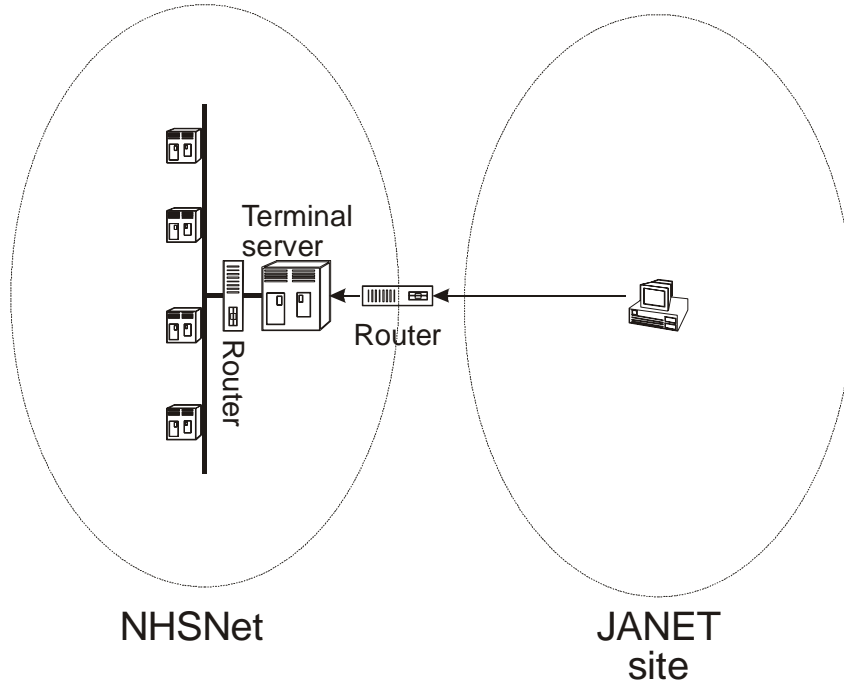 Terminal
server
Router
Router
NHSNet
JANET
site